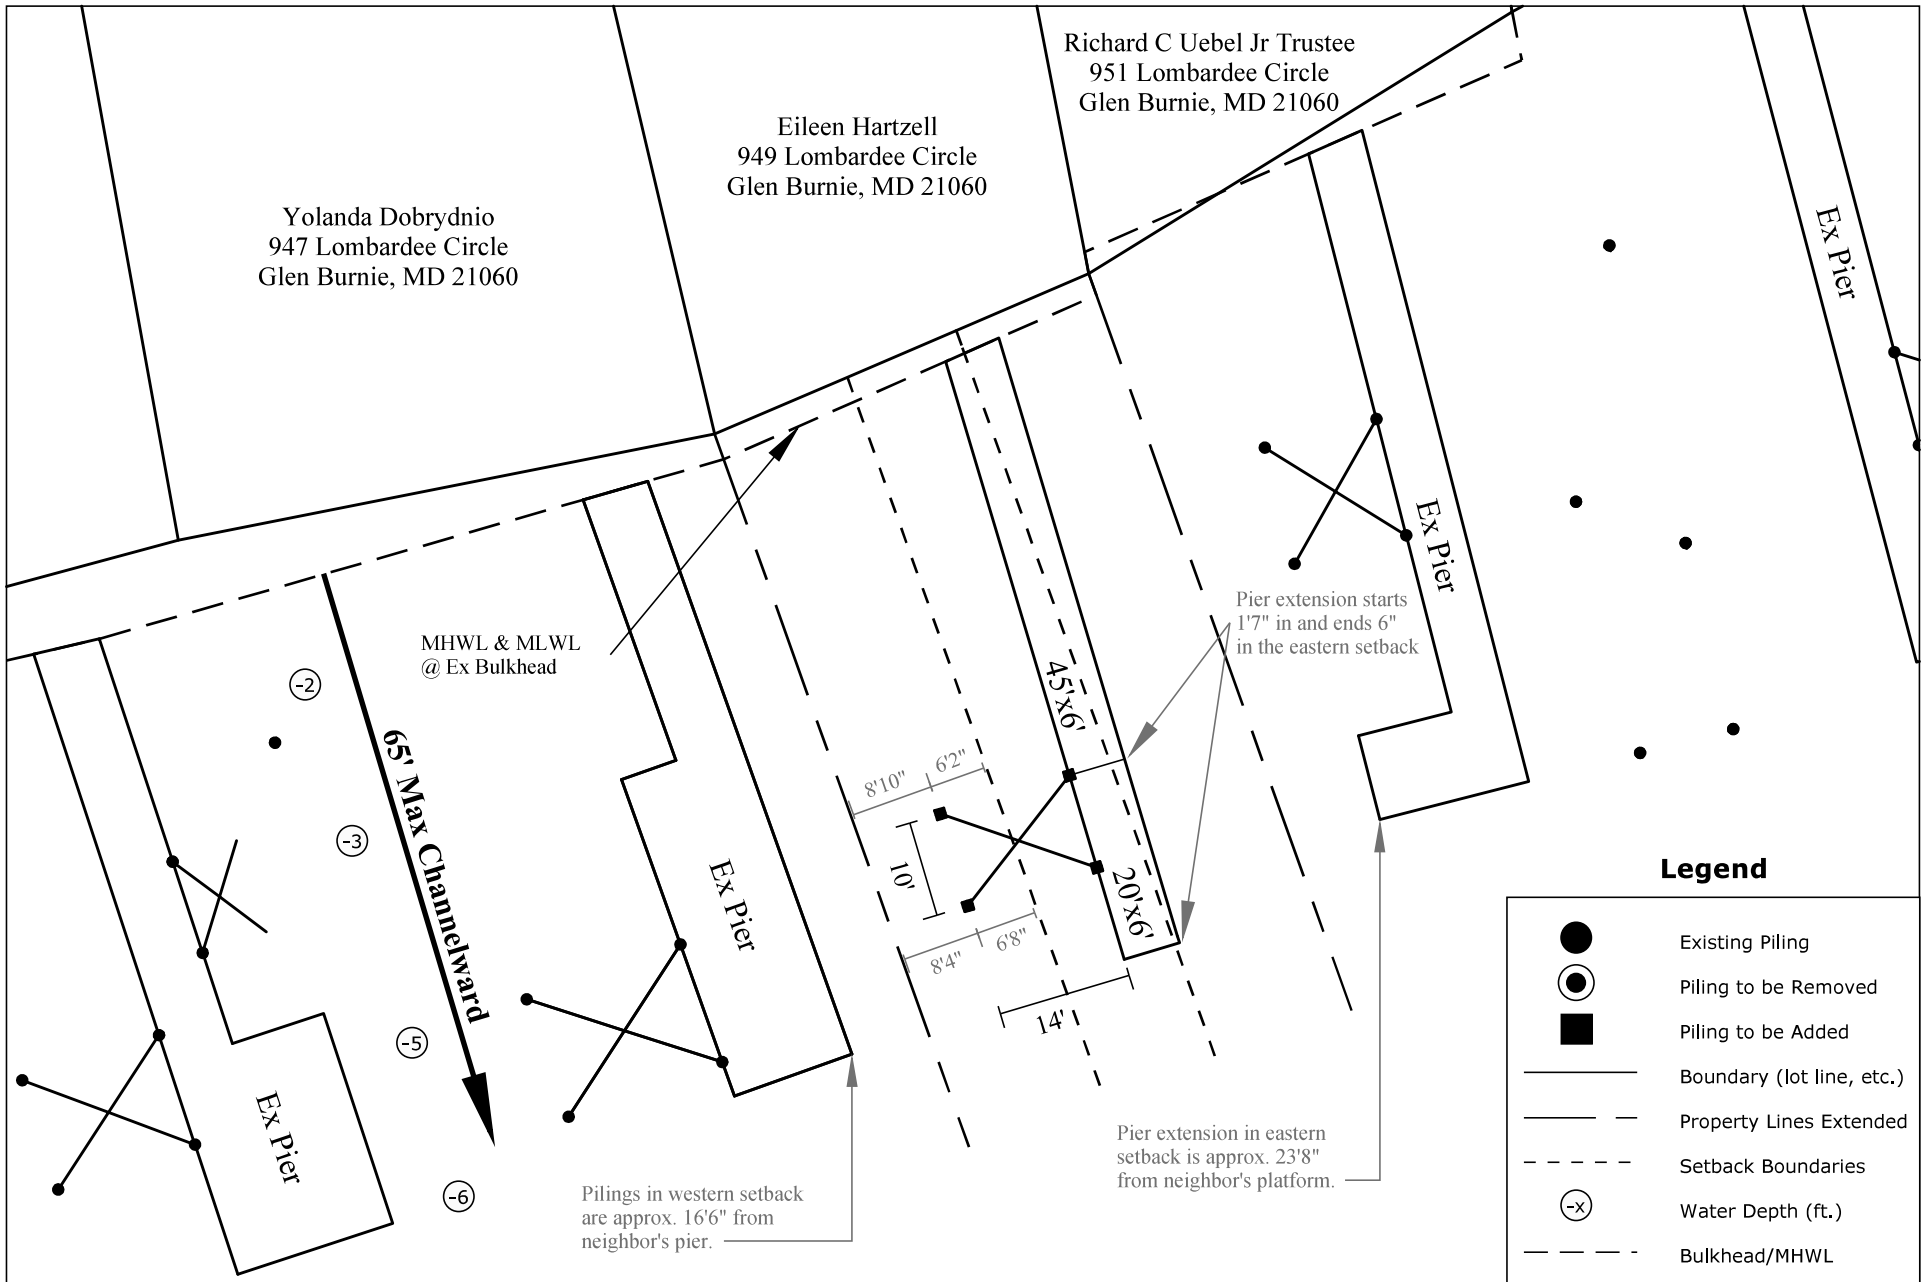 Richard C Uebel Jr Trustee
951 Lombardee Circle
Glen Burnie, MD 21060
Eileen Hartzell
949 Lombardee Circle
Glen Burnie, MD 21060
Yolanda Dobrydnio
947 Lombardee Circle
Glen Burnie, MD 21060
Ex Pier
Ex Pier
Pier extension starts
1'7" in and ends 6"
in the eastern setback
MHWL & MLWL
@ Ex Bulkhead
-2
65' Max Channelward
-3
-5
-6
45'x6'
8'10"
6'2"
10'
20'x6'
8'4"
6'8"
14'
Ex Pier
Ex Pier
Pier extension in eastern
setback is approx. 23'8"
from neighbor's platform.
Pilings in western setback
are approx. 16'6" from
neighbor's pier.
Legend
Existing Piling
Piling to be Removed
Piling to be Added
Boundary (lot line, etc.)
Property Lines Extended
Setback Boundaries
-x Water Depth (ft.)
Bulkhead/MHWL